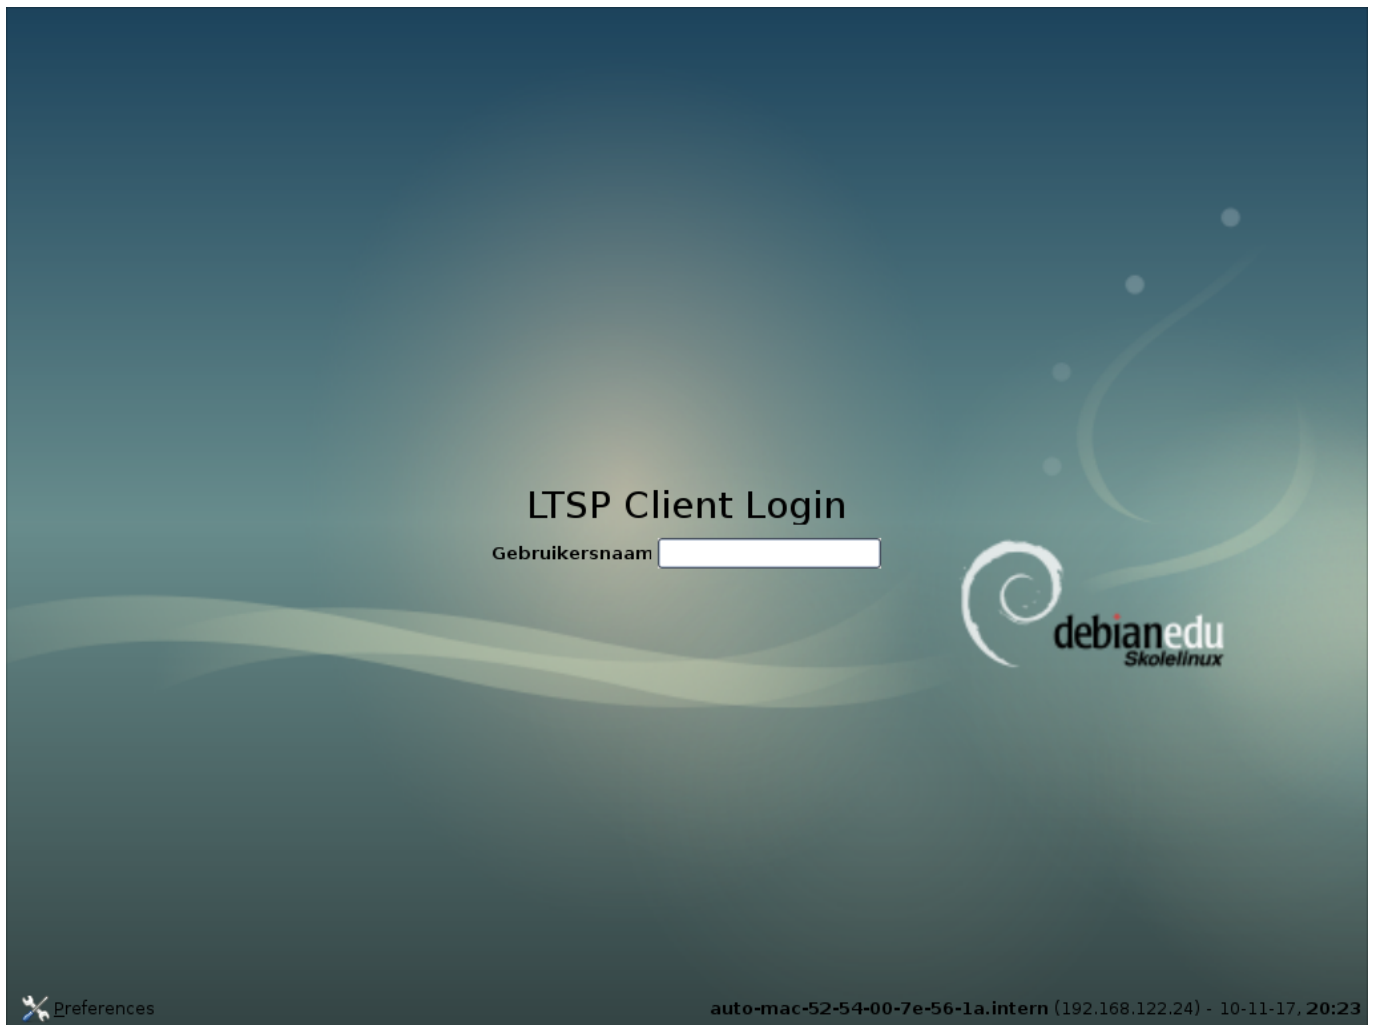 LTSP Client Login
Gebruikersnaam
debianedu
Skolelinux
Preferences
auto-mac-52-54-00-7e-56-1a.intern (192.168.122.24) - 10-11-17, 20:23